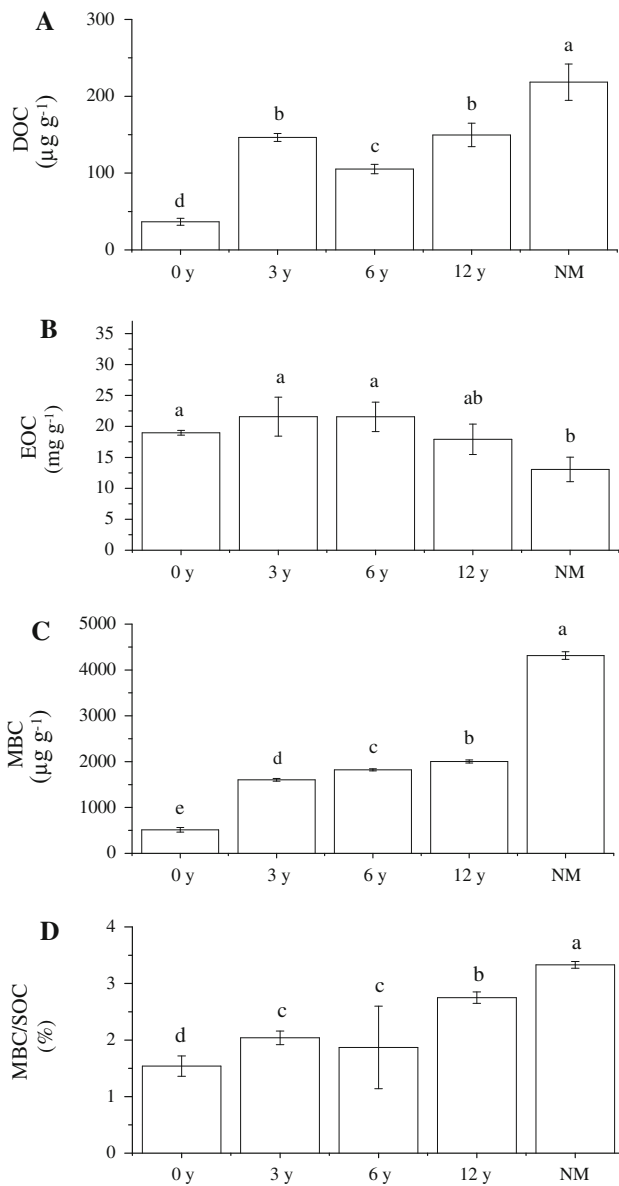 A
DOC
(µg g-1)
300
200
100
0
d
b
c
b
a
0 y 3 y 6 y 12 y NM
B
EOC
(mg g-1)
35
30
25
20
15
10
5
0
a
a
a
ab
b
0 y 3 y 6 y 12 y NM
C
MBC
(µg g-1)
5000
4000
3000
2000
1000
0
e
d
c
b
a
0 y 3 y 6 y 12 y NM
D
MBC/SOC
(%)
4
3
2
1
0
d
c
c
b
a
0 y 3 y 6 y 12 y NM